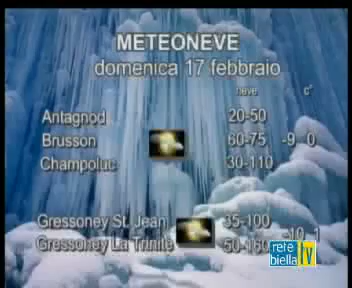 METEONEVE
domenica 17 febbraio
neve c°
Antagnod 20-50
Brusson 60-75 -9 0
Champoluc 30-110
Gressoney St. Jean 35-100
Gressoney La Trinite 50-160 -10 1
rete
biella TV